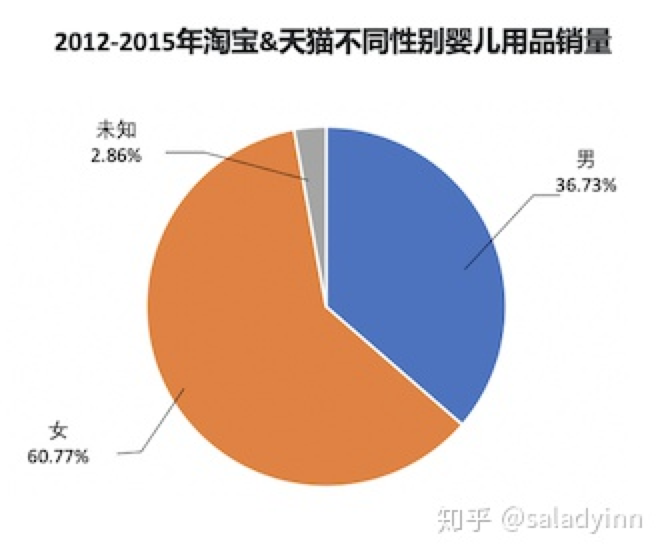 2012-2015年淘宝&天猫不同性别婴儿用品销量
未知
2.86%
男
36.73%
女
60.77%
知乎 @saladyinn